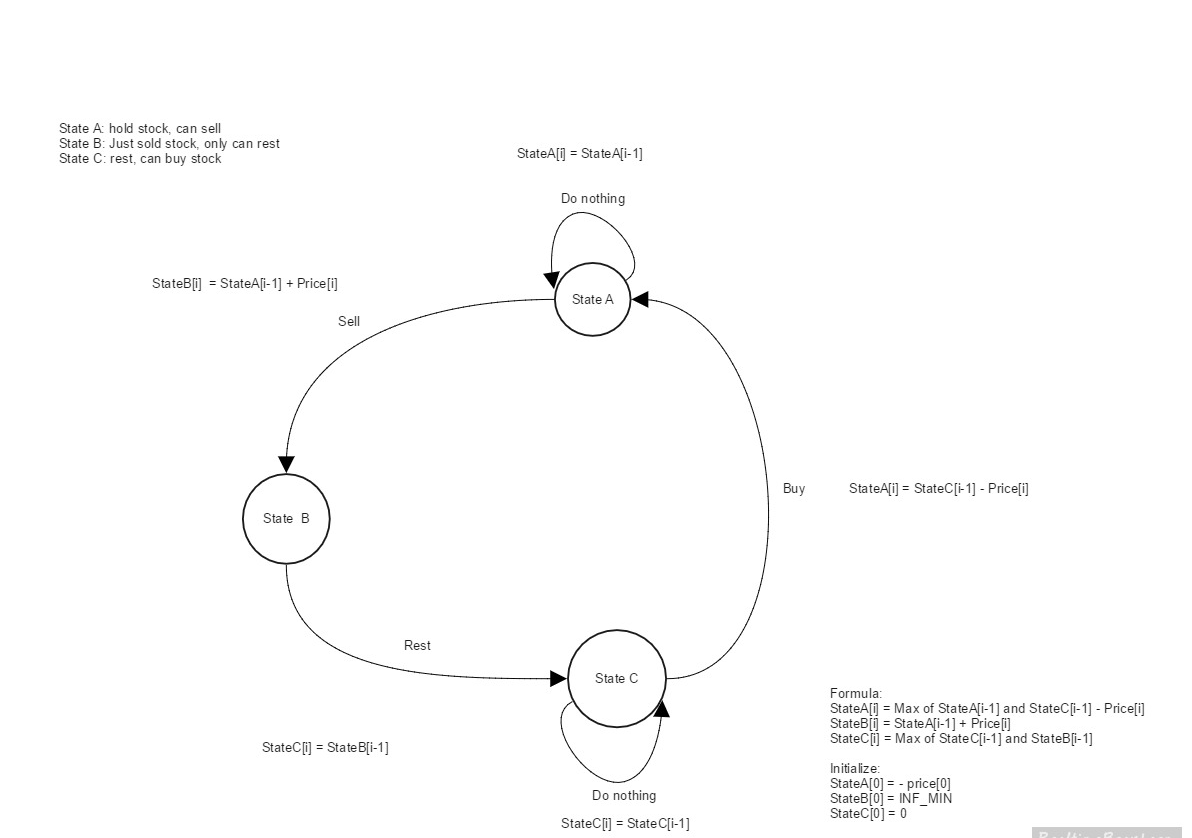 State A: hold stock, can sell
State B: Just sold stock, only can rest
State C: rest, can buy stock
StateA[i] = StateA[i-1]
Do nothing
StateB[i]  = StateA[i-1] + Price[i]
State A
Sell
Buy
StateA[i] = StateC[i-1] - Price[i]
State  B
Rest
State C
StateC[i] = StateB[i-1]
Do nothing
StateC[i] = StateC[i-1]
Formula:
StateA[i] = Max of StateA[i-1] and StateC[i-1] - Price[i]
StateB[i] = StateA[i-1] + Price[i]
StateC[i] = Max of StateC[i-1] and StateB[i-1]
Initialize:
StateA[0] = - price[0]
StateB[0] = INF_MIN
StateC[0] = 0